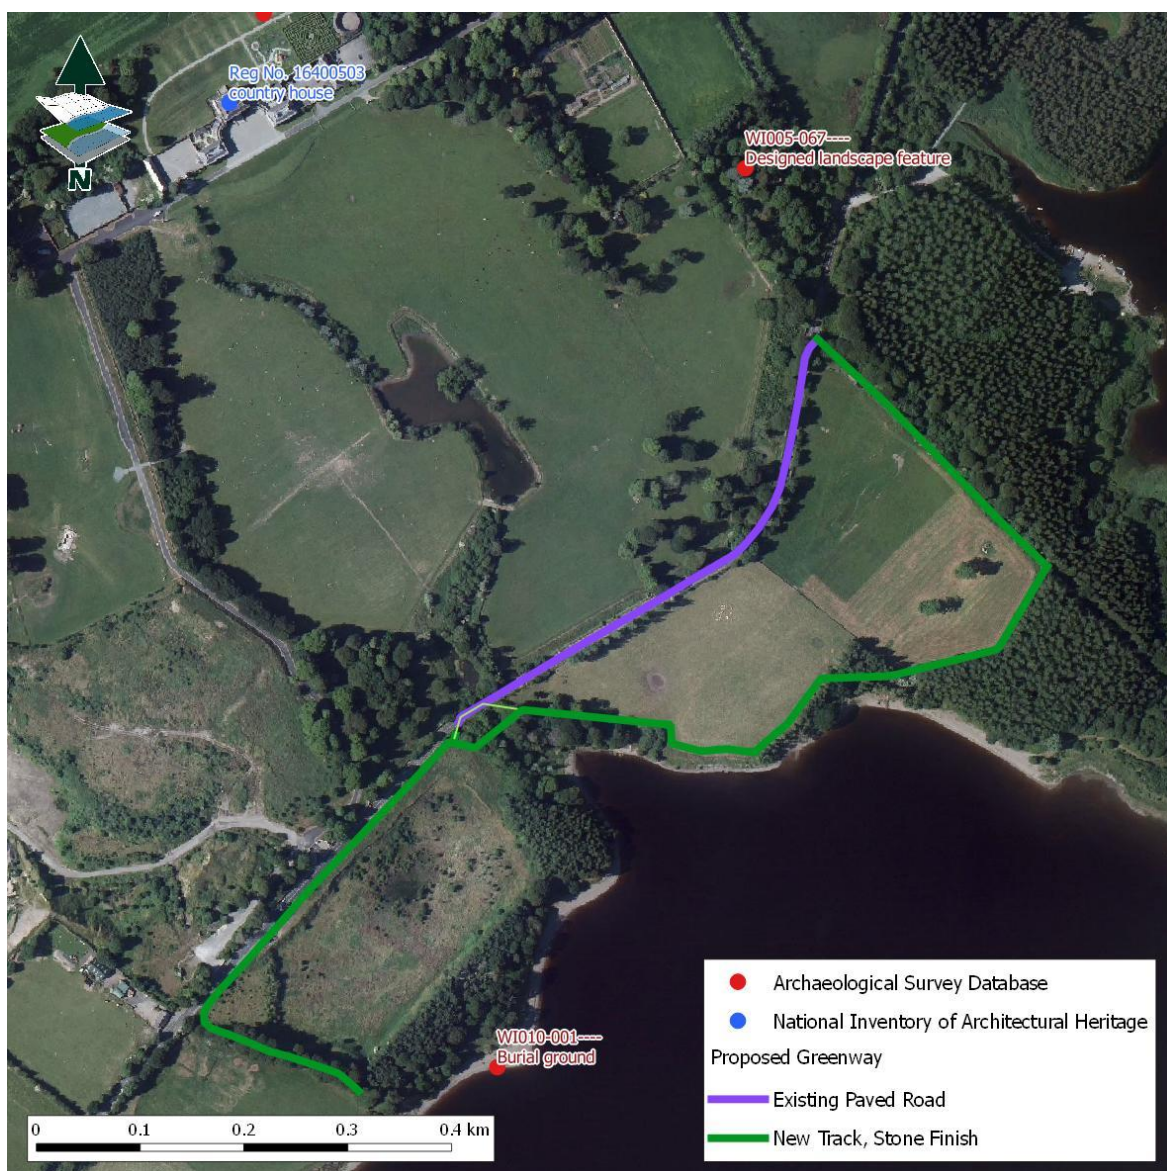 Reg No. 16400503
country house
N
WI005-067----
Designed landscape feature
WI010-001----
Burial ground
Archaeological Survey Database
National Inventory of Architectural Heritage
Proposed Greenway
Existing Paved Road
New Track, Stone Finish
0 0.1 0.2 0.3 0.4 km